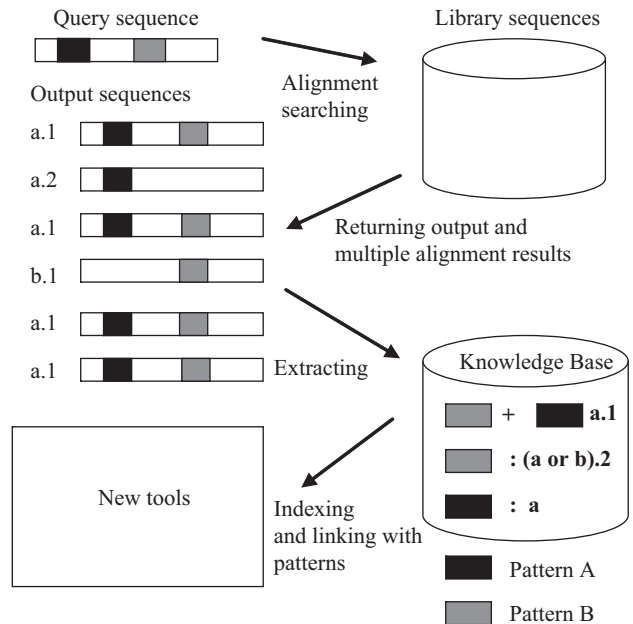 Query sequence
Library sequences
Alignment
searching
Output sequences
a.1
a.2
a.1
b.1
a.1
a.1
Returning output and
multiple alignment results
Extracting
Knowledge Base
+ a.1
: (a or b).2
: a
New tools
Indexing
and linking with
patterns
Pattern A
Pattern B